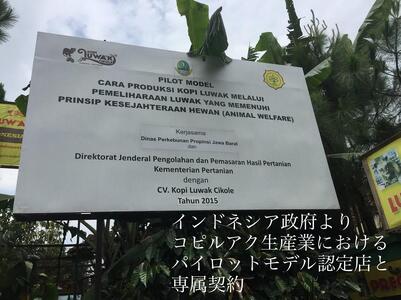 LUWAK
PILOT MODEL
CARA PRODUKSI KOPI LUWAK MELALUI
PEMELIHARAAN LUWAK YANG MEMENUHI
PRINSIP KESEJAHTERAAN HEWAN (ANIMAL WELFARE)
Kerjasama
Dinas Perkebunan Propinsi Jawa Barat
dan
Direktorat Jenderal Pengolahan dan Pemasaran Hasil Pertanian
Kementerian Pertanian
dengan
CV. Kopi Luwak Cikole
Tahun 2015
インドネシア政府より
コピルアク生産業における
パイロットモデル認定店と
専属契約